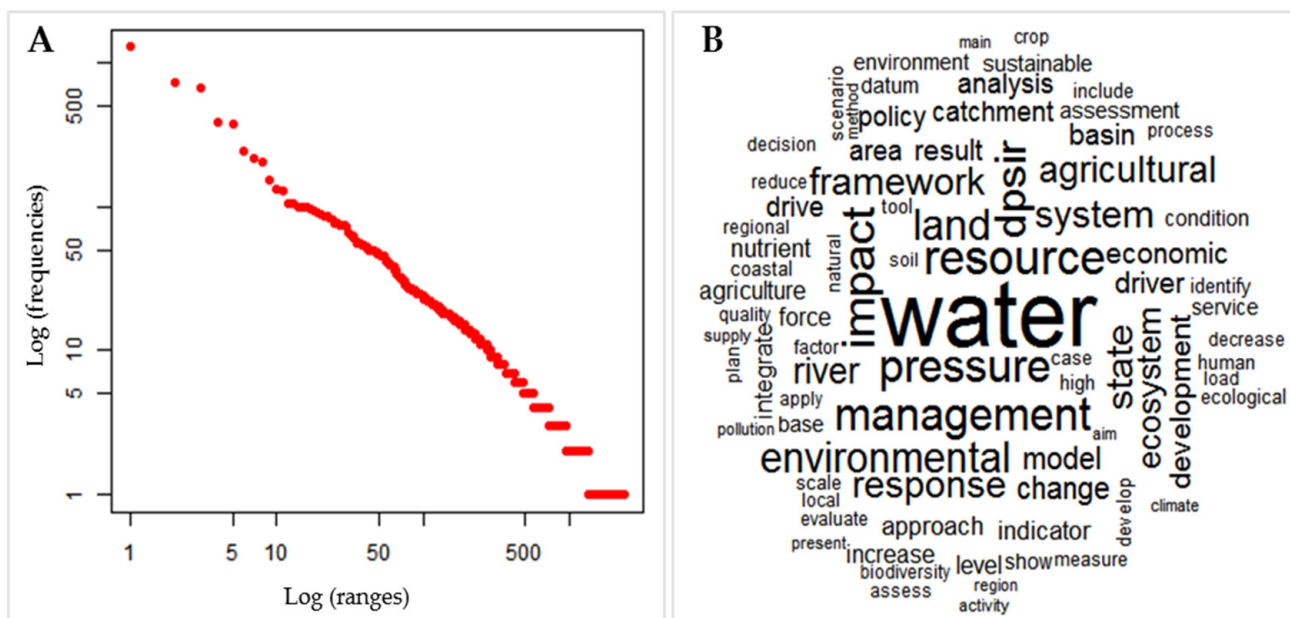 A
Log (frequencies)
500
50
10
5
1
1 5 10 50 500
Log (ranges)
B
main crop
environment sustainable
scenario
method
datum analysis include
policy catchment assessment
decision area result basin process
reduce framework dpsir agricultural
drive tool land system condition
regional
nutrient impact
coastal natural soil resource economic
agriculture driver identify
quality force water service
supply
plan
integrate
factor state ecosystem development decrease
river pressure case human
apply high load
ecological
pollution base management aim
environmental model
scale response change
local develop climate
evaluate approach indicator
present increase
biodiversity level show measure
assess region
activity